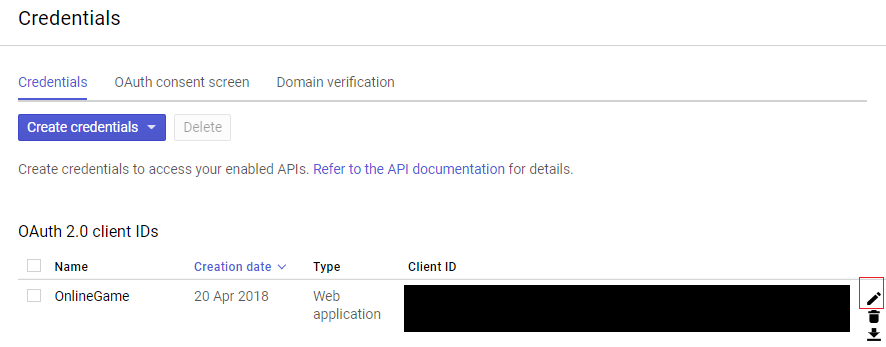 Credentials
Credentials OAuth consent screen Domain verification
Create credentials Delete
Create credentials to access your enabled APIs. Refer to the API documentation for details.
OAuth 2.0 client IDs
Name Creation date Type Client ID
OnlineGame 20 Apr 2018 Web
application